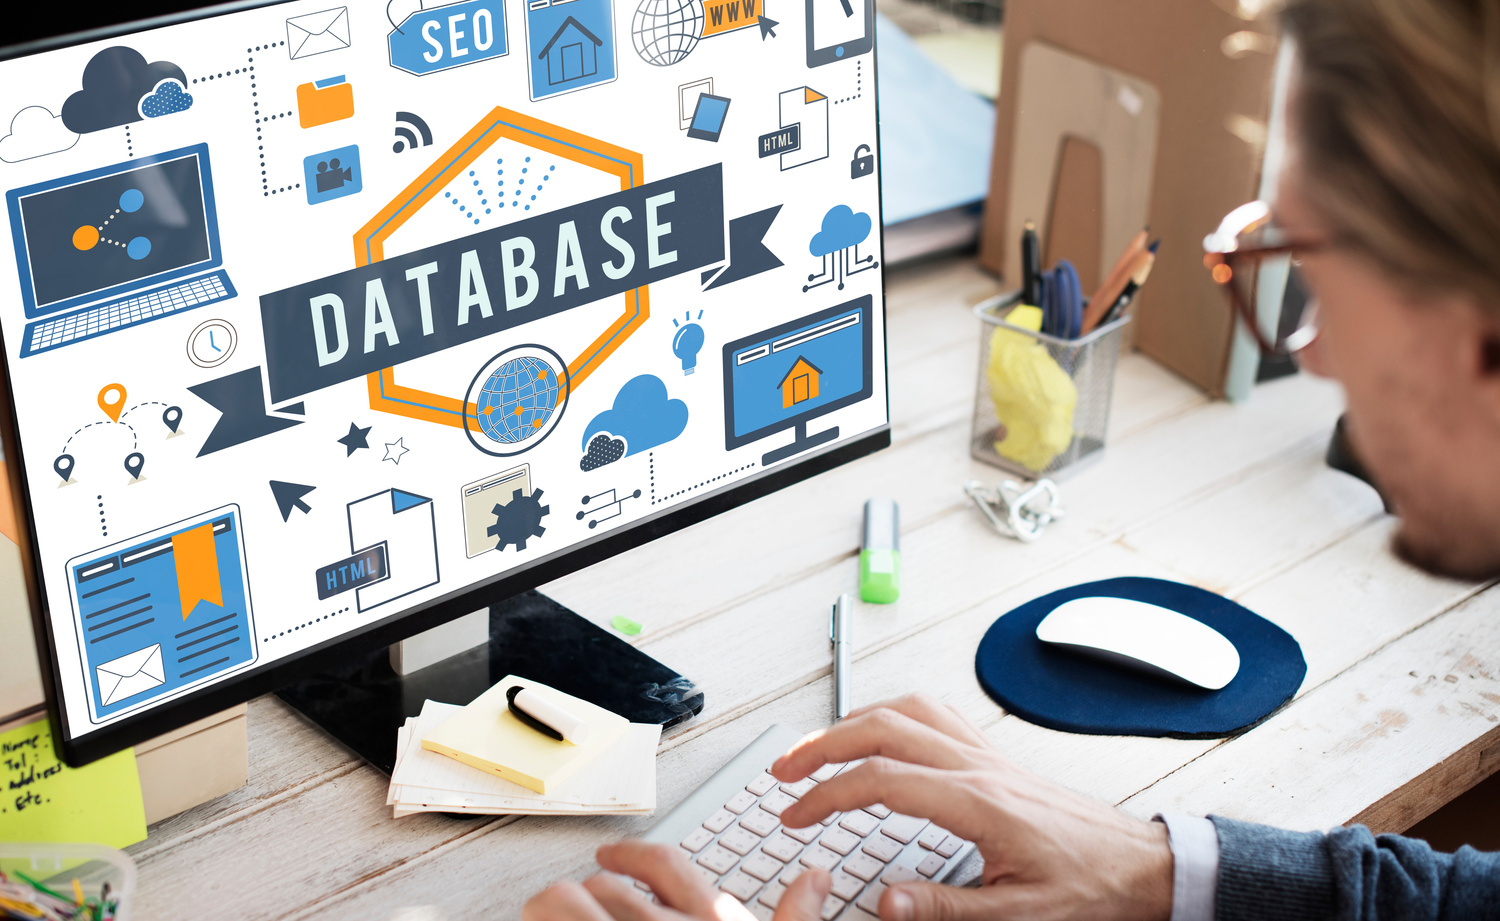 SEO
WWW
HTML
DATABASE
HTML
Name:
Tel:
Address
. Etc.